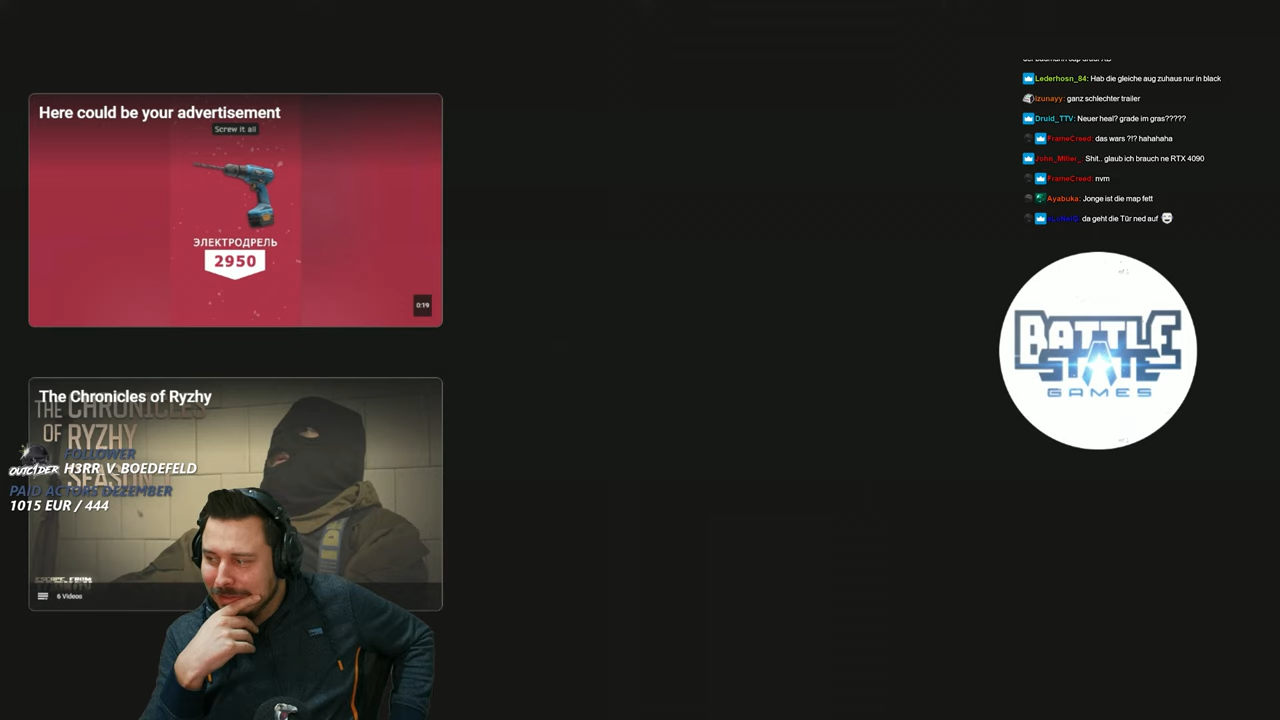 Here could be your advertisement
Screw it all
ЭЛЕКТРОДРЕЛЬ
2950
0:19
The Chronicles of Ryzhy
THE CHRONICLES
OF RYZHY
SEASON
FOLLOWER
OUTCIDER H3RR_V_BOEDEFELD
PAID ACTORS DEZEMBER
1015 EUR / 444
6 Videos
Lederhosn_84: Hab die gleiche aug zuhaus nur in black
izunayy: ganz schlechter trailer
Druid_TTV: Neuer heal? grade im gras?????
FrameCreed: das wars ?!? hahahaha
John_Miller_: Shit.. glaub ich brauch ne RTX 4090
FrameCreed: nvm
Ayabuka: Jonge ist die map fett
da geht die Tür ned auf
BATTLE
STATE
GAMES